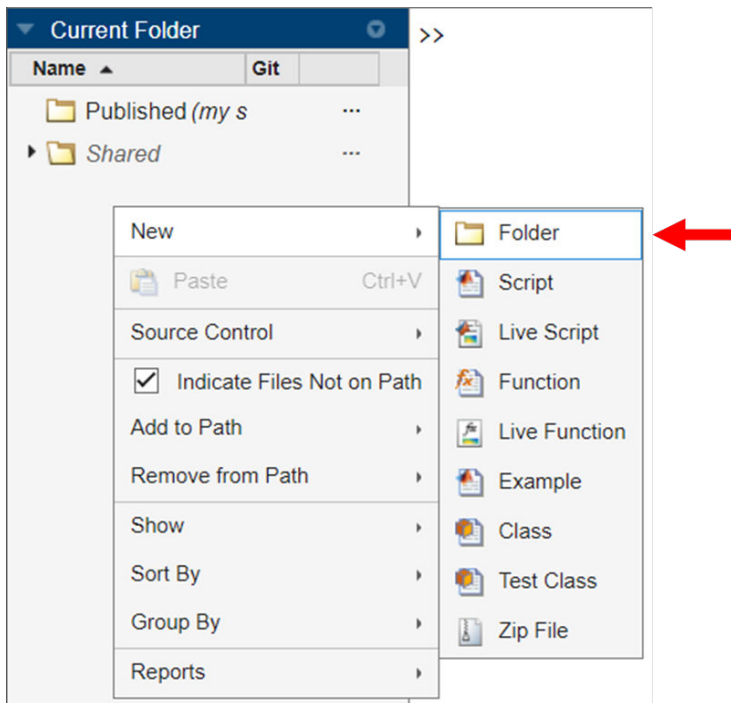 Current Folder
>>
Name Git
Published (my s ...
Shared ...
New
Paste Ctrl+V
Source Control
Indicate Files Not on Path
Add to Path
Remove from Path
Show
Sort By
Group By
Reports
Folder
Script
Live Script
Function
Live Function
Example
Class
Test Class
Zip File